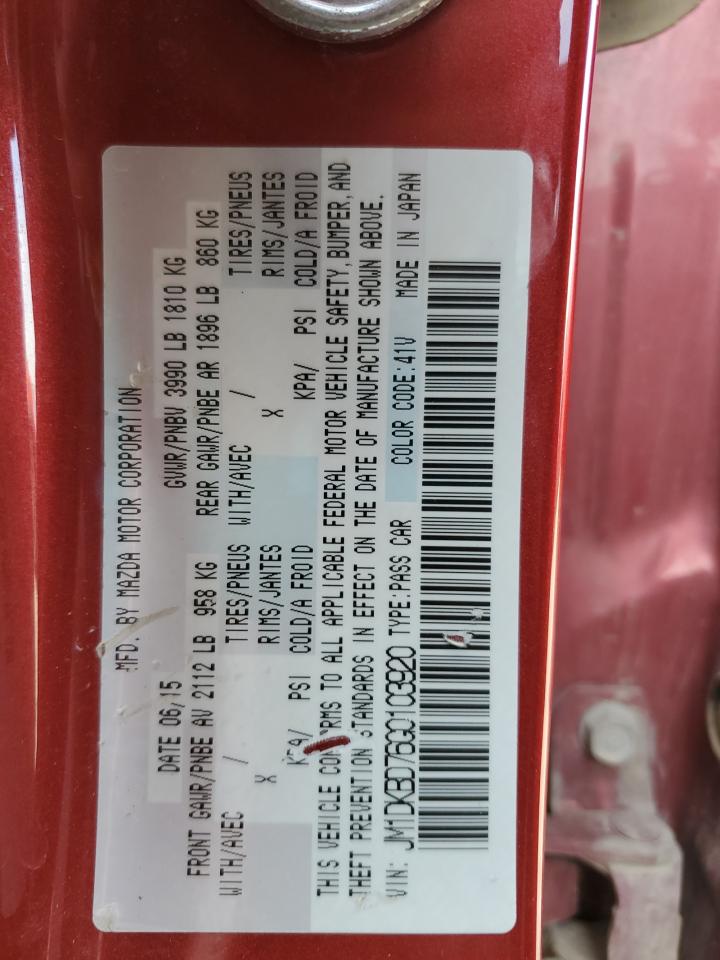 MFD. BY MAZDA MOTOR CORPORATION
DATE 06/15 GVWR/PNBV 3990 LB 1810 KG
FRONT GAWR/PNBE AV 2112 LB 958 KG REAR GAWR/PNBE AR 1896 LB 860 KG
WITH/AVEC / TIRES/PNEUS WITH/AVEC / TIRES/PNEUS
X RIMS/JANTES X RIMS/JANTES
KPA/ PSI COLD/A FROID KPA/ PSI COLD/A FROID
THIS VEHICLE CONFORMS TO ALL APPLICABLE FEDERAL MOTOR VEHICLE SAFETY, BUMPER, AND
THEFT PREVENTION STANDARDS IN EFFECT ON THE DATE OF MANUFACTURE SHOWN ABOVE.
VIN: JM1DKBD76G0103920 TYPE:PASS CAR COLOR CODE:41V MADE IN JAPAN